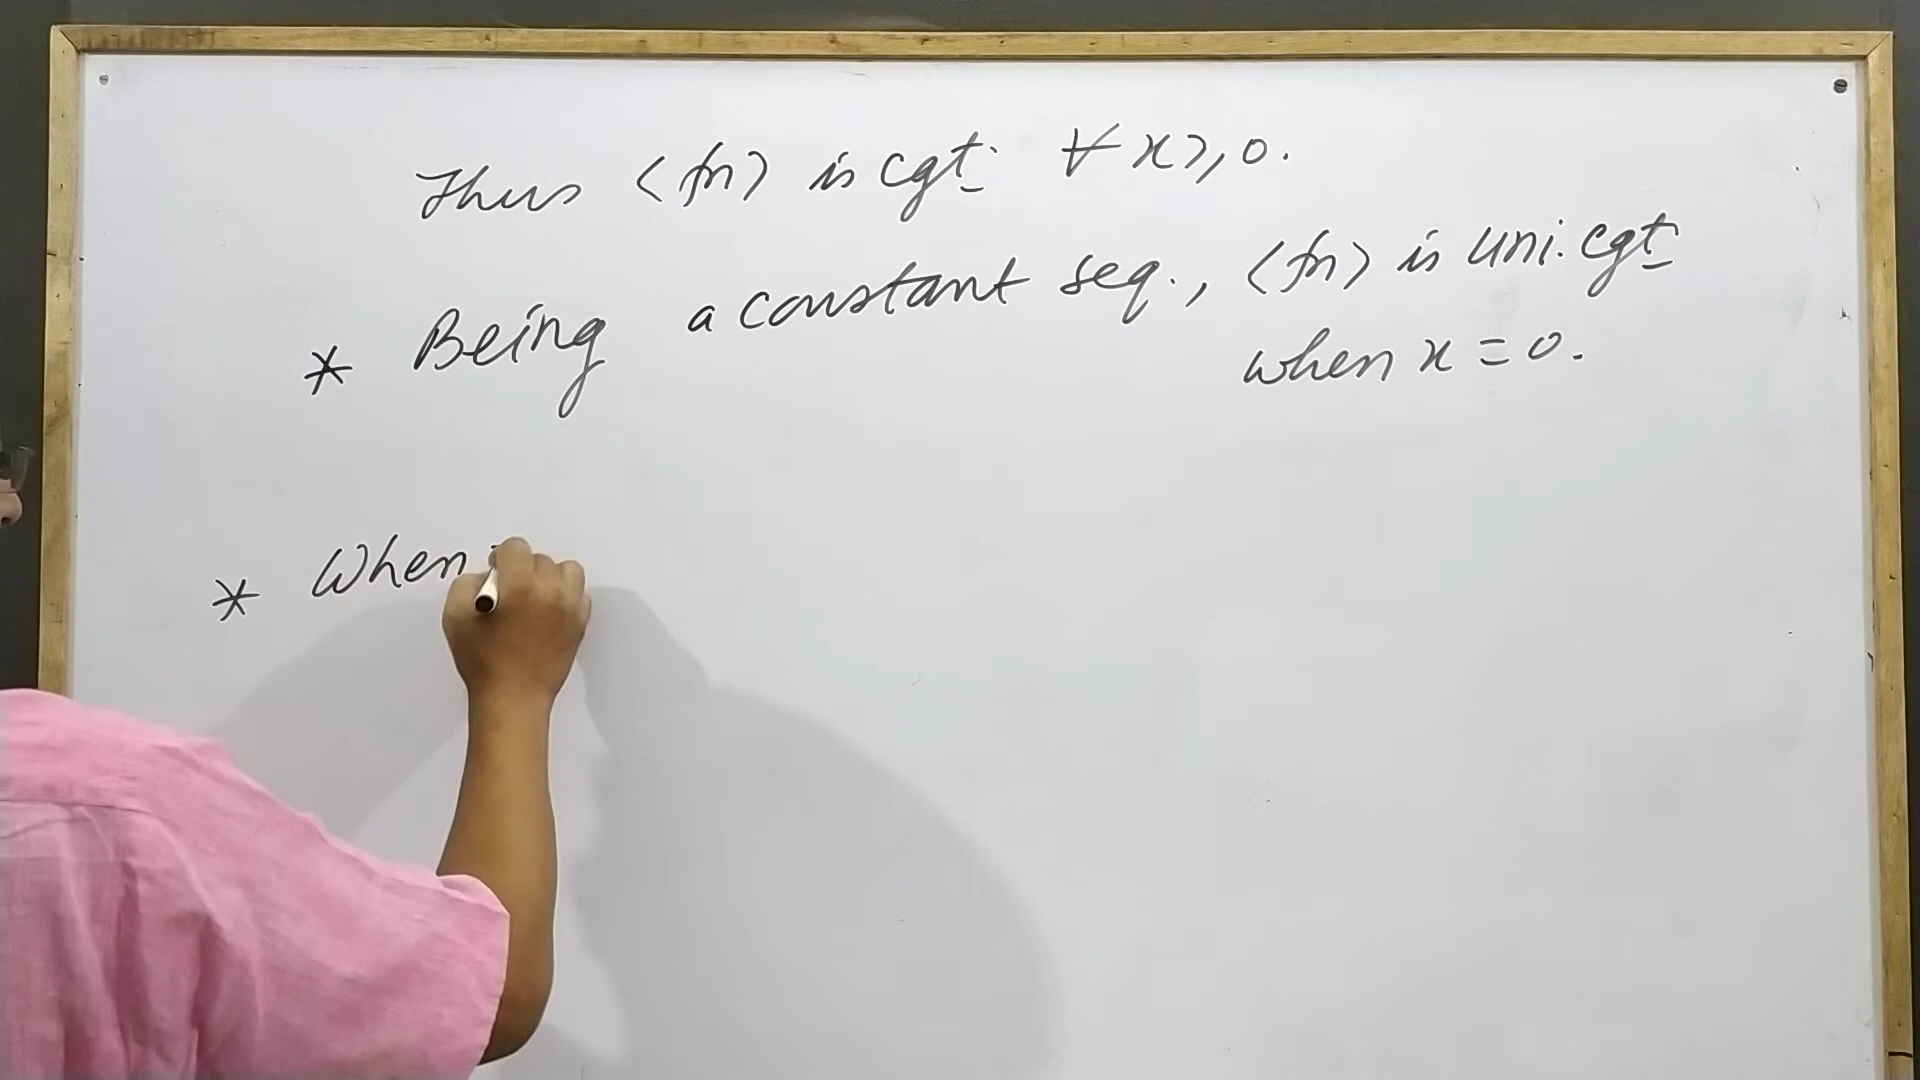 Thus <fn> is cgt. ∀ x ≥ 0.
* Being a constant seq., <fn> is uni. cgt.
when x = 0.
* When